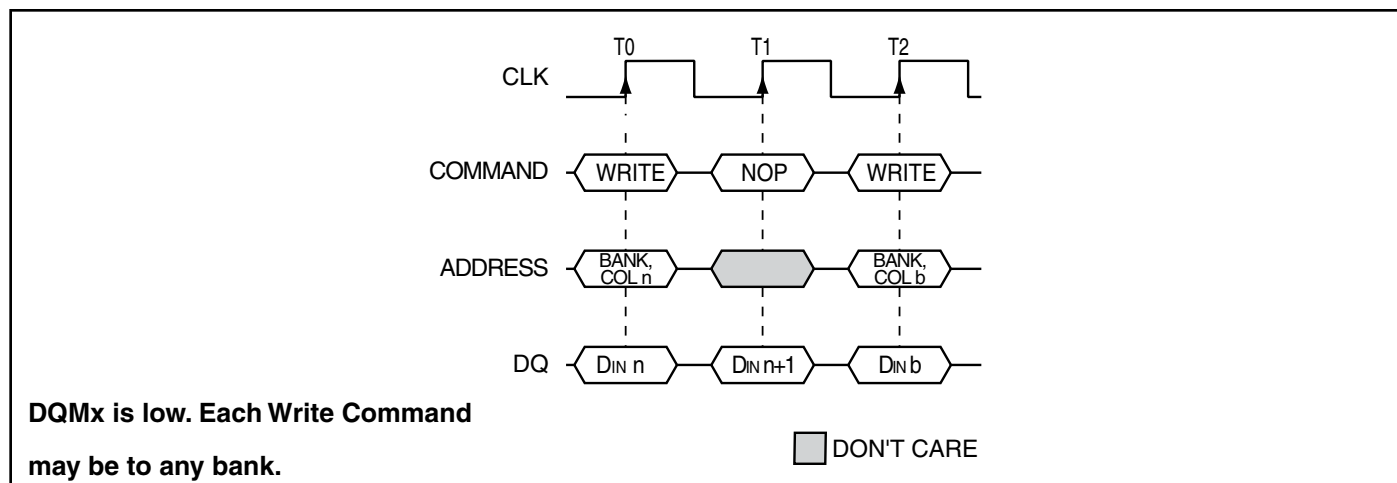 T0 T1 T2
CLK
COMMAND WRITE NOP WRITE
ADDRESS BANK, COL n BANK, COL b
DQ DIN n DIN n+1 DIN b
DQMx is low. Each Write Command
may be to any bank.
DON'T CARE